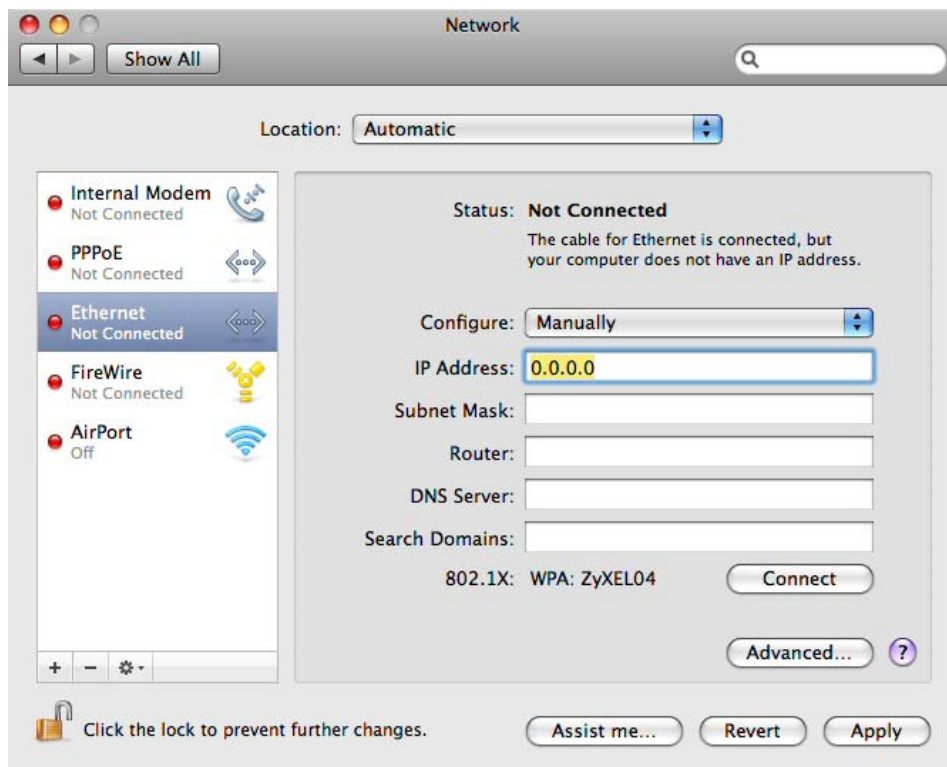 Network
Show All
Location: Automatic
Internal Modem
Not Connected
PPPoE
Not Connected
Ethernet
Not Connected
FireWire
Not Connected
AirPort
Off
+ −
Status: Not Connected
The cable for Ethernet is connected, but
your computer does not have an IP address.
Configure: Manually
IP Address: 0.0.0.0
Subnet Mask:
Router:
DNS Server:
Search Domains:
802.1X: WPA: ZyXEL04 Connect
Advanced... ?
Click the lock to prevent further changes.
Assist me... Revert Apply